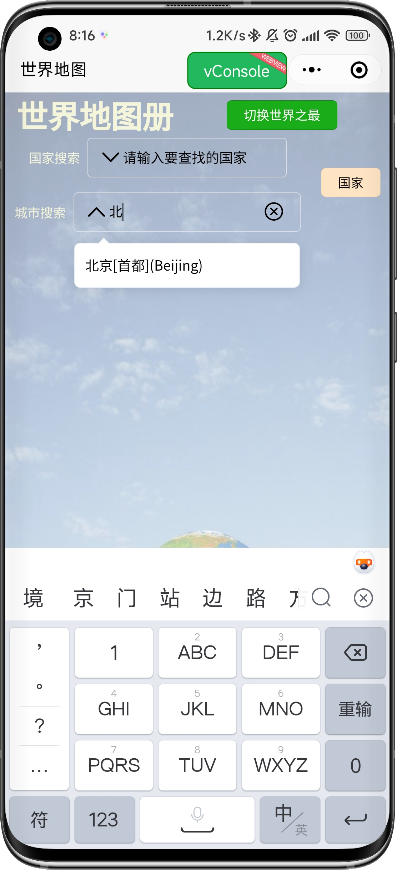 8:16
1.2K/s
100
世界地图
vConsole
WEBVIEW
世界地图册
切换世界之最
国家搜索
请输入要查找的国家
国家
城市搜索
北
北京[首都](Beijing)
境 京 门 站 边 路
， 1 2 ABC 3 DEF
。 4 GHI 5 JKL 6 MNO 重输
?
… 7 PQRS 8 TUV 9 WXYZ 0
符 123 中/英